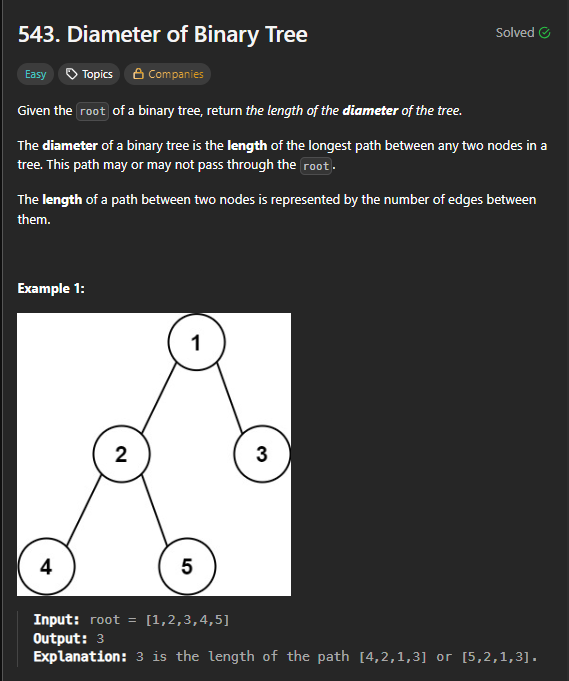 543. Diameter of Binary Tree
Solved
Easy
Topics
Companies
Given the root of a binary tree, return the length of the diameter of the tree.
The diameter of a binary tree is the length of the longest path between any two nodes in a
tree. This path may or may not pass through the root.
The length of a path between two nodes is represented by the number of edges between
them.
Example 1:
1
2
3
4
5
Input: root = [1,2,3,4,5]
Output: 3
Explanation: 3 is the length of the path [4,2,1,3] or [5,2,1,3].